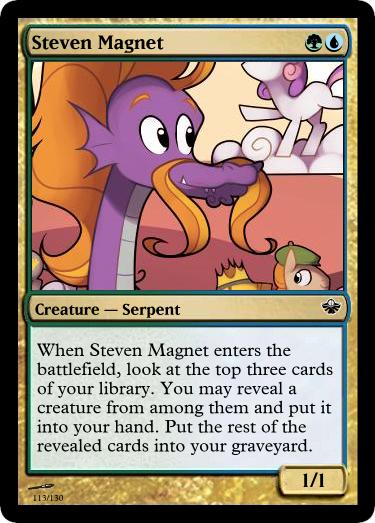 Steven Magnet
Creature — Serpent
When Steven Magnet enters the
battlefield, look at the top three cards
of your library. You may reveal a
creature from among them and put it
into your hand. Put the rest of the
revealed cards into your graveyard.
1/1
113/130